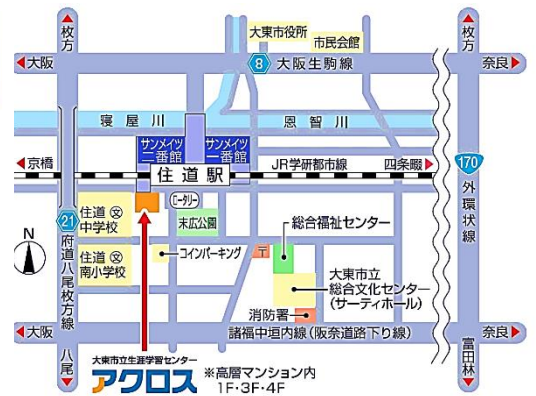 枚方
枚方
大東市役所
市民会館
大阪
8
大阪生駒線
奈良
寝屋川
恩智川
サンメイツ
二番館
サンメイツ
一番館
京橋
住道駅
JR学研都市線
四条畷
170
外環状線
住道 文
中学校
ロータリー
末広公園
21
府道八尾枚方線
総合福祉センター
N
住道 文
南小学校
コインパーキング
〒
大東市立
総合文化センター
(サーティホール)
消防署
大阪
諸福中垣内線(阪奈道路下り線)
奈良
八尾
富田林
大東市立生涯学習センター
アクロス
※高層マンション内
1F・3F・4F